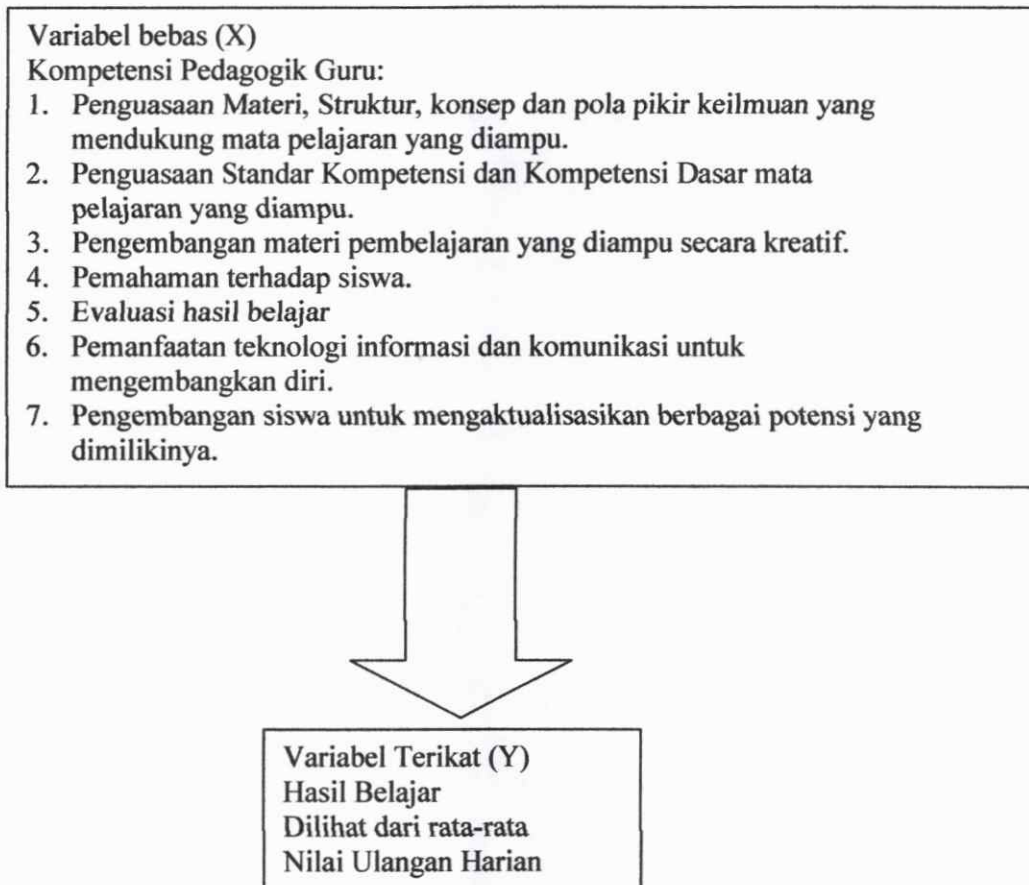 Variabel bebas (X)
Kompetensi Pedagogik Guru:
1. Penguasaan Materi, Struktur, konsep dan pola pikir keilmuan yang
mendukung mata pelajaran yang diampu.
2. Penguasaan Standar Kompetensi dan Kompetensi Dasar mata
pelajaran yang diampu.
3. Pengembangan materi pembelajaran yang diampu secara kreatif.
4. Pemahaman terhadap siswa.
5. Evaluasi hasil belajar
6. Pemanfaatan teknologi informasi dan komunikasi untuk
mengembangkan diri.
7. Pengembangan siswa untuk mengaktualisasikan berbagai potensi yang
dimilikinya.
Variabel Terikat (Y)
Hasil Belajar
Dilihat dari rata-rata
Nilai Ulangan Harian